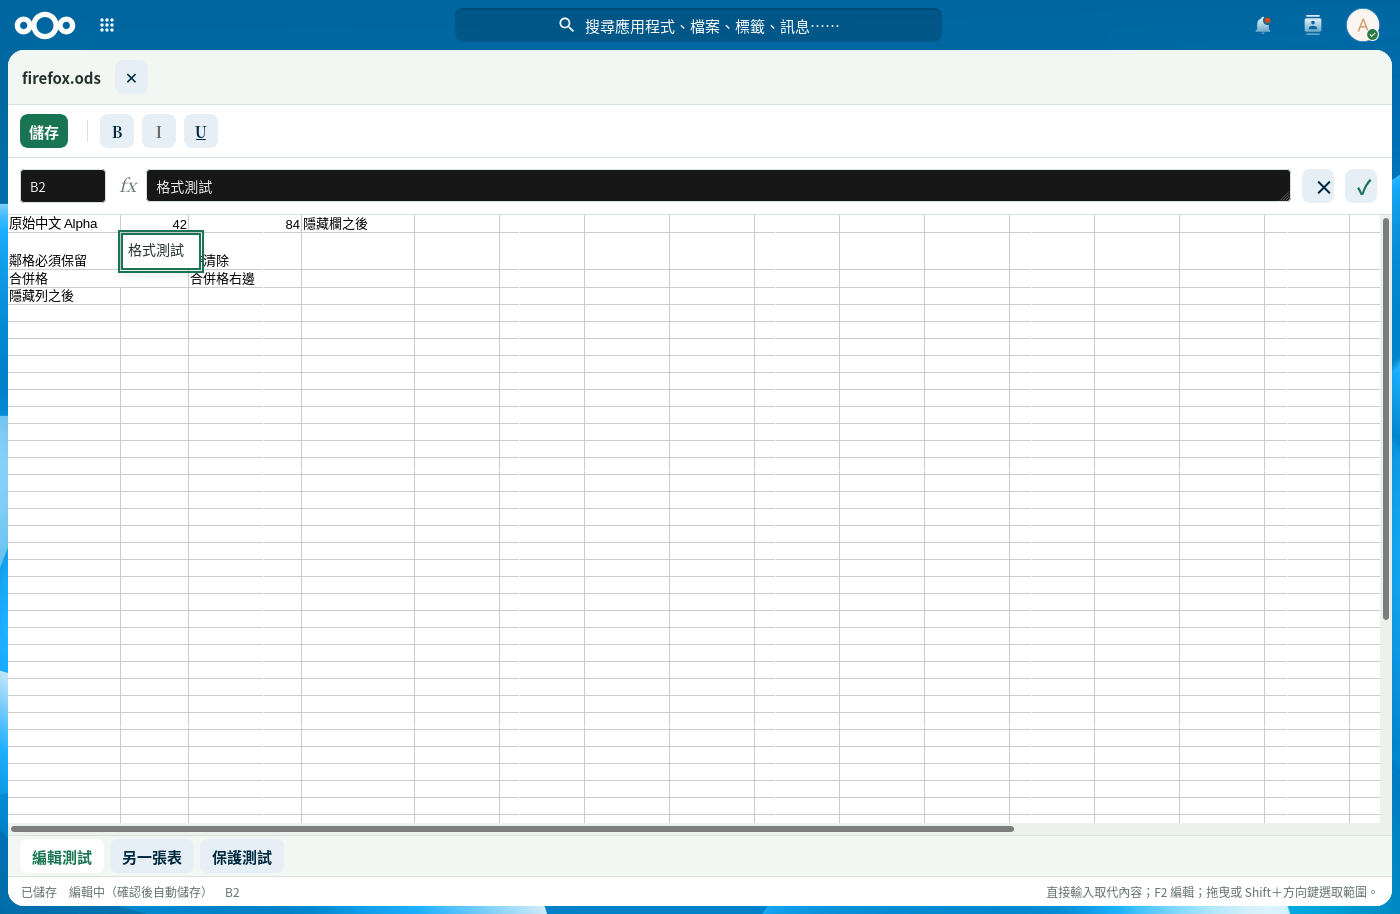 搜尋應用程式、檔案、標籤、訊息……
A
firefox.ods
儲存
B I U
B2
fx
格式測試
原始中文 Alpha 42 84 隱藏欄之後
格式測試
鄰格必須保留 清除
合併格 合併格右邊
隱藏列之後
編輯測試 另一張表 保護測試
已儲存 編輯中（確認後自動儲存） B2
直接輸入取代內容；F2 編輯；拖曳或 Shift＋方向鍵選取範圍。